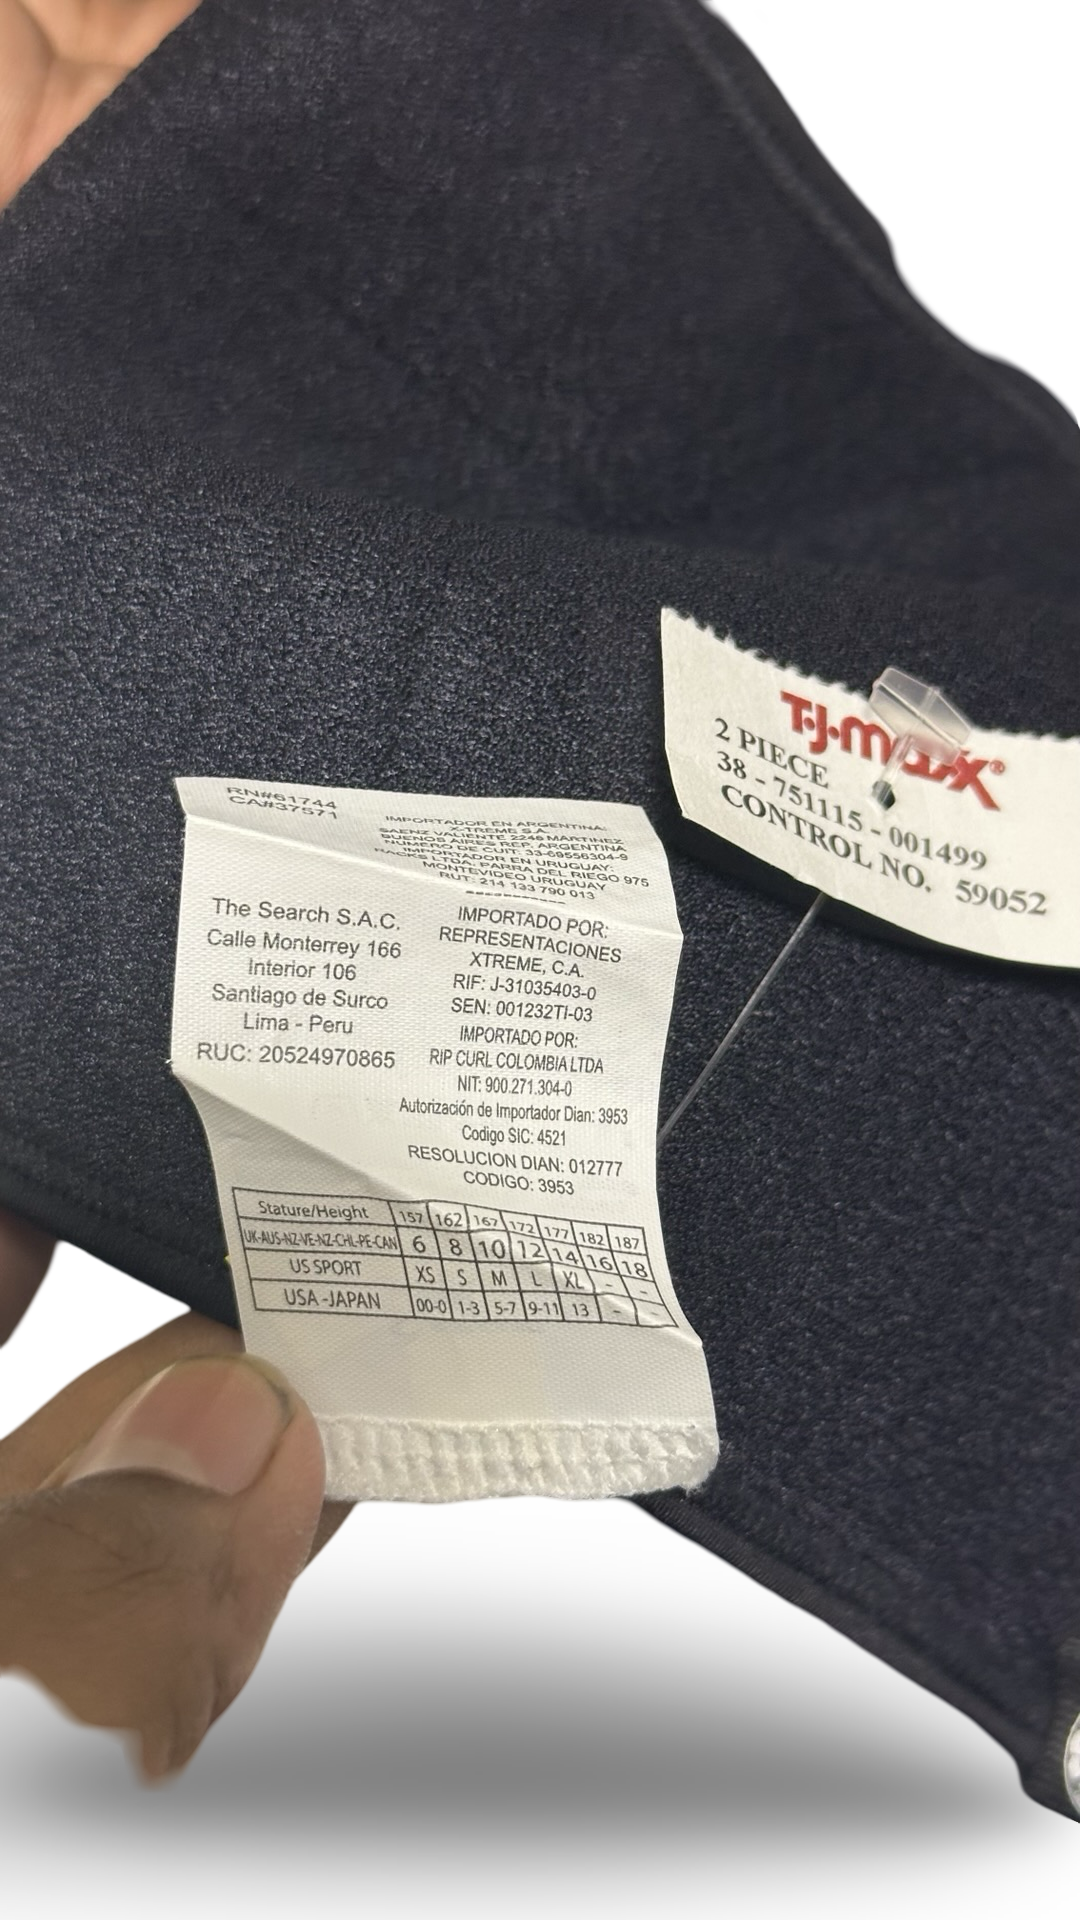 T·J·maxx®
2 PIECE
38 - 751115 - 001499
CONTROL NO. 59052
RN#61744
CA#37571
IMPORTADOR EN ARGENTINA:
X-TREME S.A.
SAENZ VALIENTE 2246 MARTINEZ
BUENOS AIRES REP. ARGENTINA
NUMERO DE CUIT: 33-69556304-9
IMPORTADOR EN URUGUAY:
RACKS LTDA. PARRA DEL RIEGO 975
MONTEVIDEO URUGUAY
RUT: 214 133 790 013
------------
The Search S.A.C.
Calle Monterrey 166
Interior 106
Santiago de Surco
Lima - Peru
RUC: 20524970865
IMPORTADO POR:
REPRESENTACIONES
XTREME, C.A.
RIF: J-31035403-0
SEN: 001232TI-03
IMPORTADO POR:
RIP CURL COLOMBIA LTDA
NIT: 900.271.304-0
Autorización de Importador Dian: 3953
Codigo SIC: 4521
RESOLUCION DIAN: 012777
CODIGO: 3953
Stature/Height 157 162 167 172 177 182 187
UK-AUS-NZ-VE-NZ-CHL-PE-CAN 6 8 10 12 14 16 18
US SPORT XS S M L XL - -
USA -JAPAN 00-0 1-3 5-7 9-11 13 - -